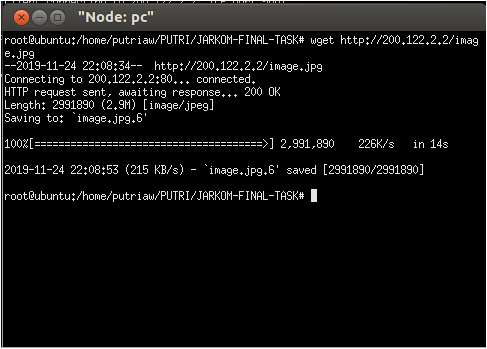 "Node: pc"
root@ubuntu:/home/putriaw/PUTRI/JARKOM-FINAL-TASK# wget http://200.122.2.2/imag
e.jpg
--2019-11-24 22:08:34--  http://200.122.2.2/image.jpg
Connecting to 200.122.2.2:80... connected.
HTTP request sent, awaiting response... 200 OK
Length: 2991890 (2.9M) [image/jpeg]
Saving to: `image.jpg.6'
100%[======================================>] 2,991,890    226K/s   in 14s
2019-11-24 22:08:53 (215 KB/s) - `image.jpg.6' saved [2991890/2991890]
root@ubuntu:/home/putriaw/PUTRI/JARKOM-FINAL-TASK#